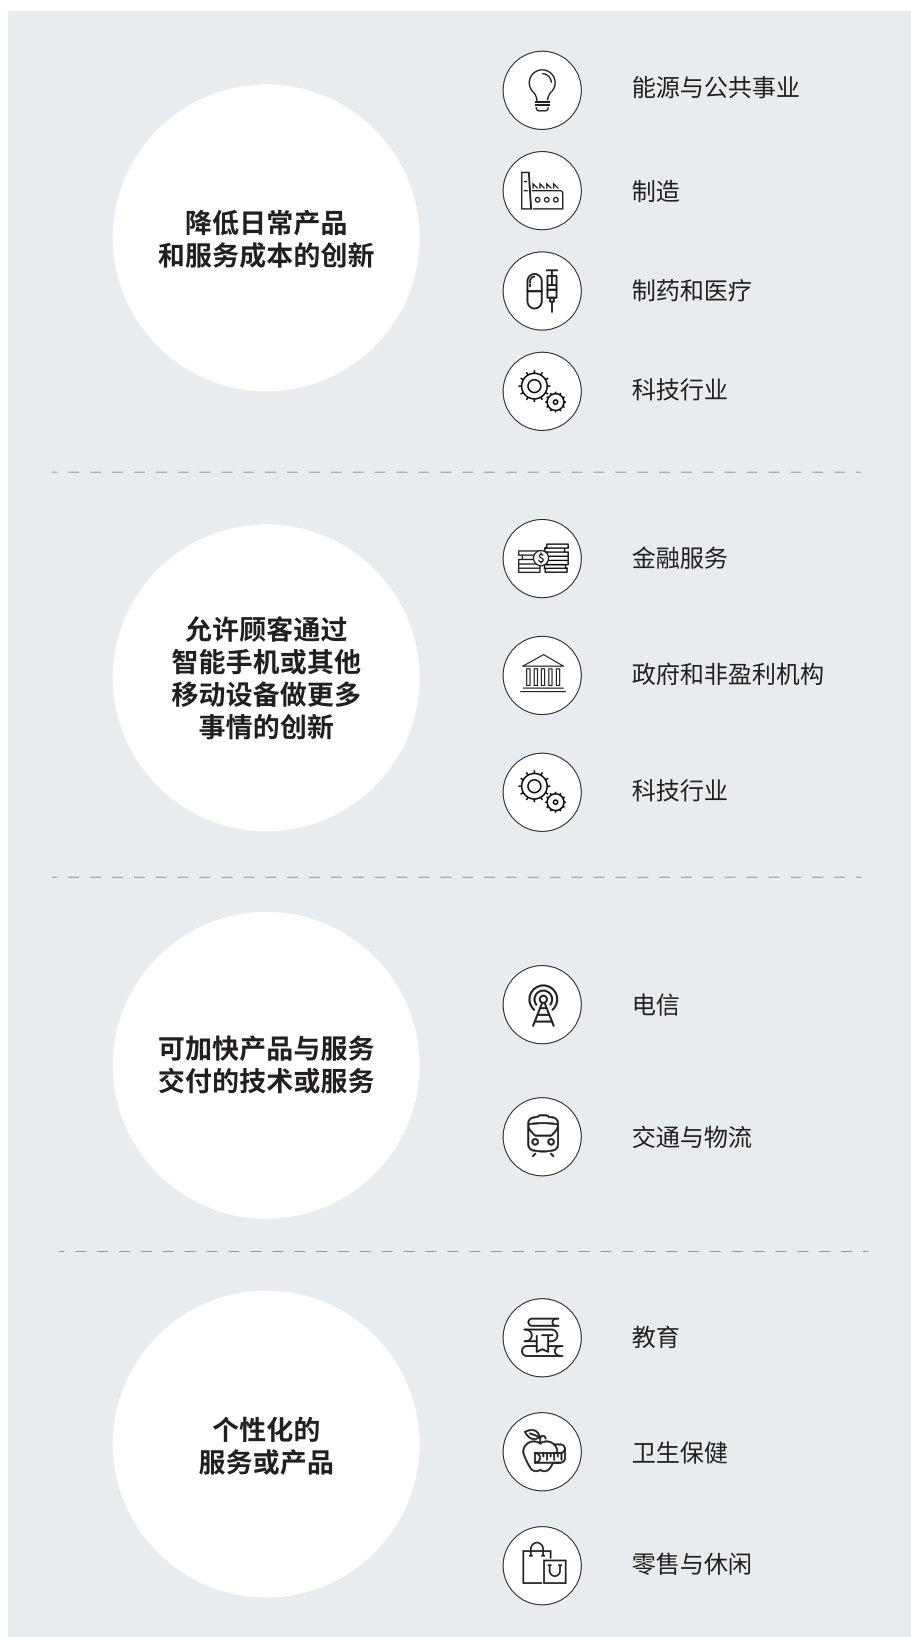 降低日常产品
和服务成本的创新
能源与公共事业
制造
制药和医疗
科技行业
允许顾客通过
智能手机或其他
移动设备做更多
事情的创新
金融服务
政府和非盈利机构
科技行业
可加快产品与服务
交付的技术或服务
电信
交通与物流
个性化的
服务或产品
教育
卫生保健
零售与休闲